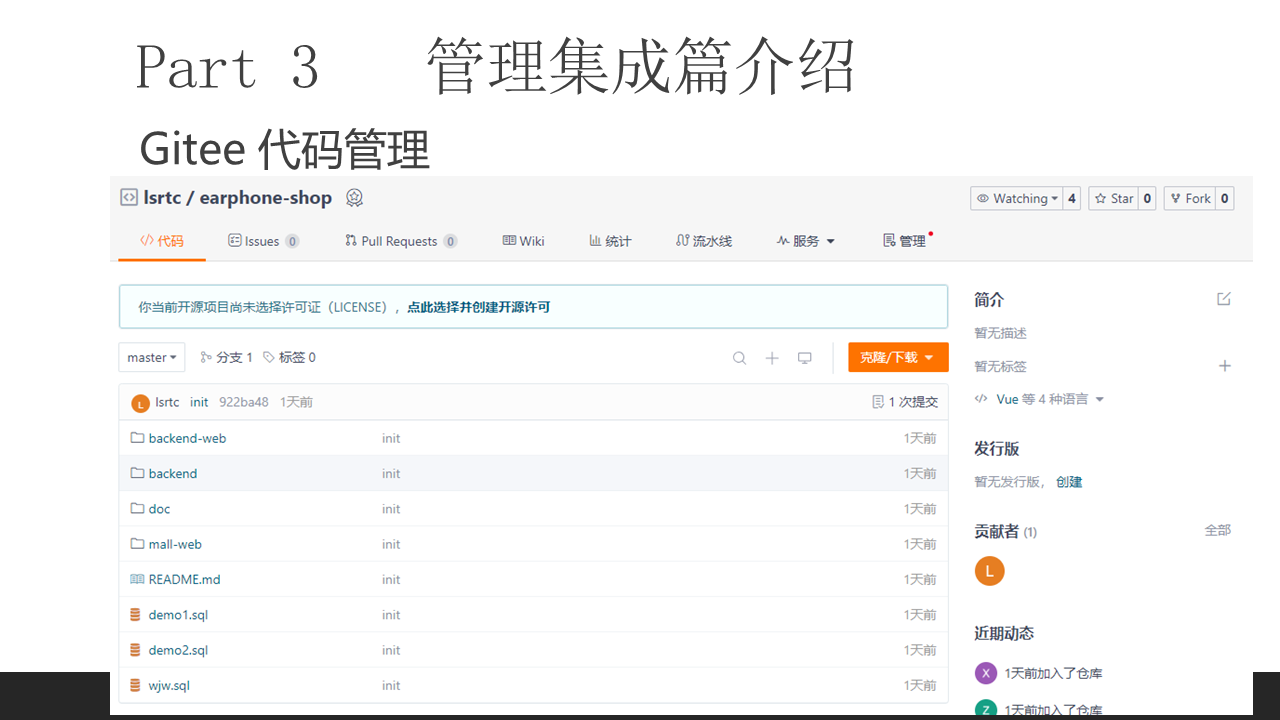 Part 3 管理集成篇介绍
Gitee 代码管理
lsrtc / earphone-shop
Watching 4 Star 0 Fork 0
代码 Issues 0 Pull Requests 0 Wiki 统计 流水线 服务 管理
你当前开源项目尚未选择许可证（LICENSE），点此选择并创建开源许可
master 分支 1 标签 0 克隆/下载
L lsrtc init 922ba48 1天前 1 次提交
backend-web init 1天前
backend init 1天前
doc init 1天前
mall-web init 1天前
README.md init 1天前
demo1.sql init 1天前
demo2.sql init 1天前
wjw.sql init 1天前
简介
暂无描述
暂无标签
Vue 等 4 种语言
发行版
暂无发行版，创建
贡献者 (1) 全部
L
近期动态
X 1天前加入了仓库
Z 1天前加入了仓库